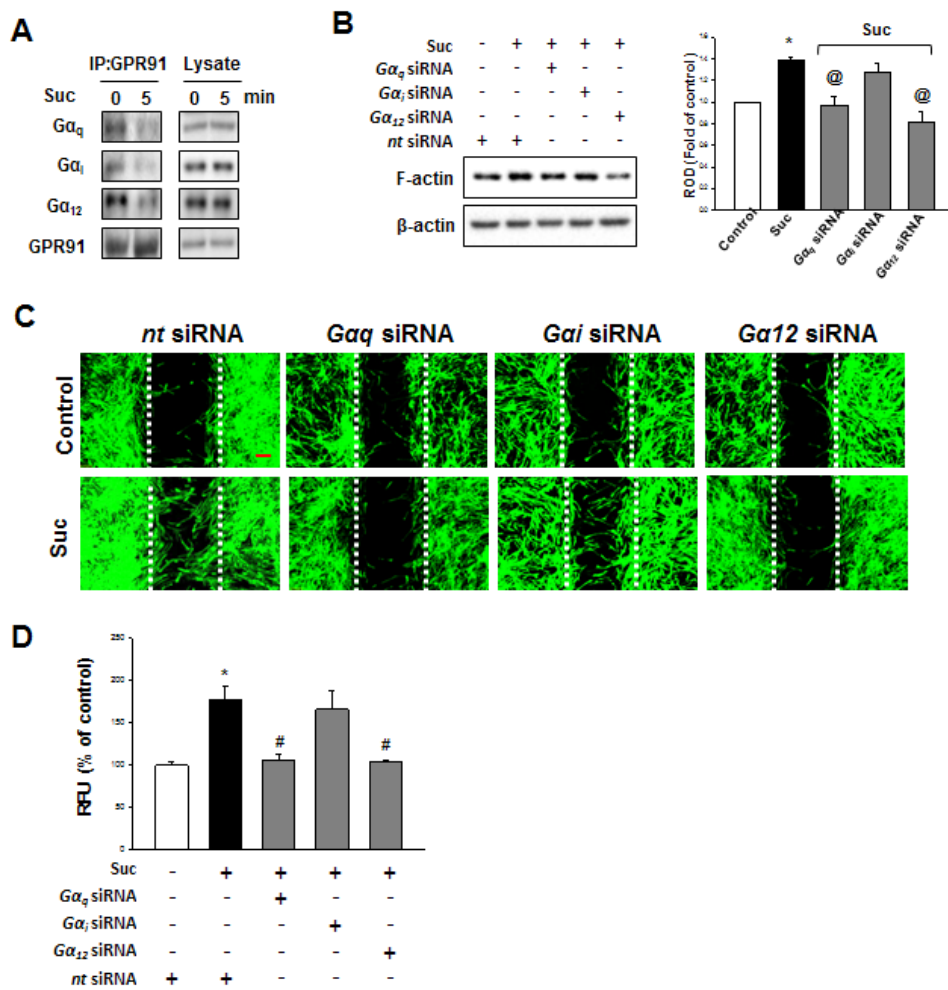 A
IP:GPR91 Lysate
Suc 0 5 0 5 min
Gαq
Gαi
Gα12
GPR91
B
Suc - + + + +
Gαq siRNA - - + - -
Gαi siRNA - - - + -
Gα12 siRNA - - - - +
nt siRNA + + - - -
F-actin
β-actin
Suc
* @ @
ROD (Fold of control)
Control Suc Gαq siRNA Gαi siRNA Gα12 siRNA
C
nt siRNA Gαq siRNA Gαi siRNA Gα12 siRNA
Control
Suc
D
250
200
150
100
50
0
* # #
RFU (% of control)
Suc - + + + +
Gαq siRNA - - + - -
Gαi siRNA - - - + -
Gα12 siRNA - - - - +
nt siRNA + + - - -